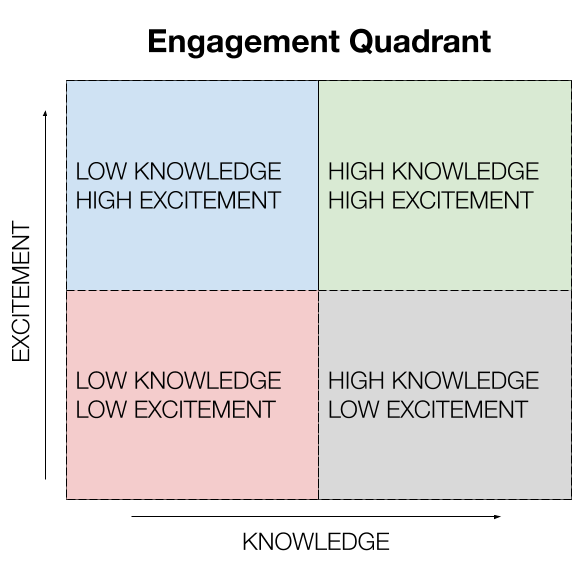 Engagement Quadrant
LOW KNOWLEDGE
HIGH EXCITEMENT
HIGH KNOWLEDGE
HIGH EXCITEMENT
EXCITEMENT
LOW KNOWLEDGE
LOW EXCITEMENT
HIGH KNOWLEDGE
LOW EXCITEMENT
KNOWLEDGE